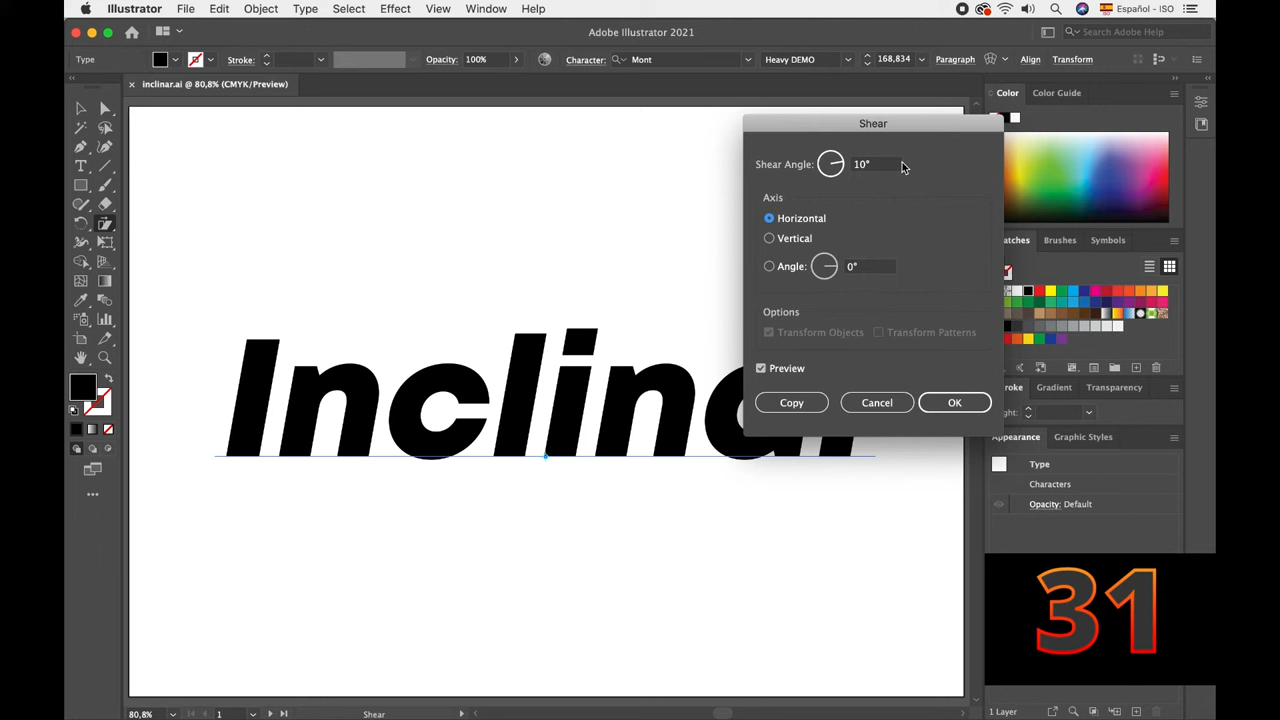 Illustrator File Edit Object Type Select Effect View Window Help Español - ISO
Adobe Illustrator 2021
Search Adobe Help
Type Stroke: Opacity: 100% Character: Mont Heavy DEMO 168,834 Paragraph Align Transform
inclinar.ai @ 80,8% (CMYK/Preview)
Color Color Guide
Shear
Shear Angle: 10°
Axis
Horizontal
Vertical
Angle: 0°
Options
Transform Objects Transform Patterns
Preview
Copy Cancel OK
Inclinar
Brushes Symbols
Gradient Transparency
Appearance Graphic Styles
Type
Characters
Opacity: Default
31
80,8% 1 Shear
1 Layer